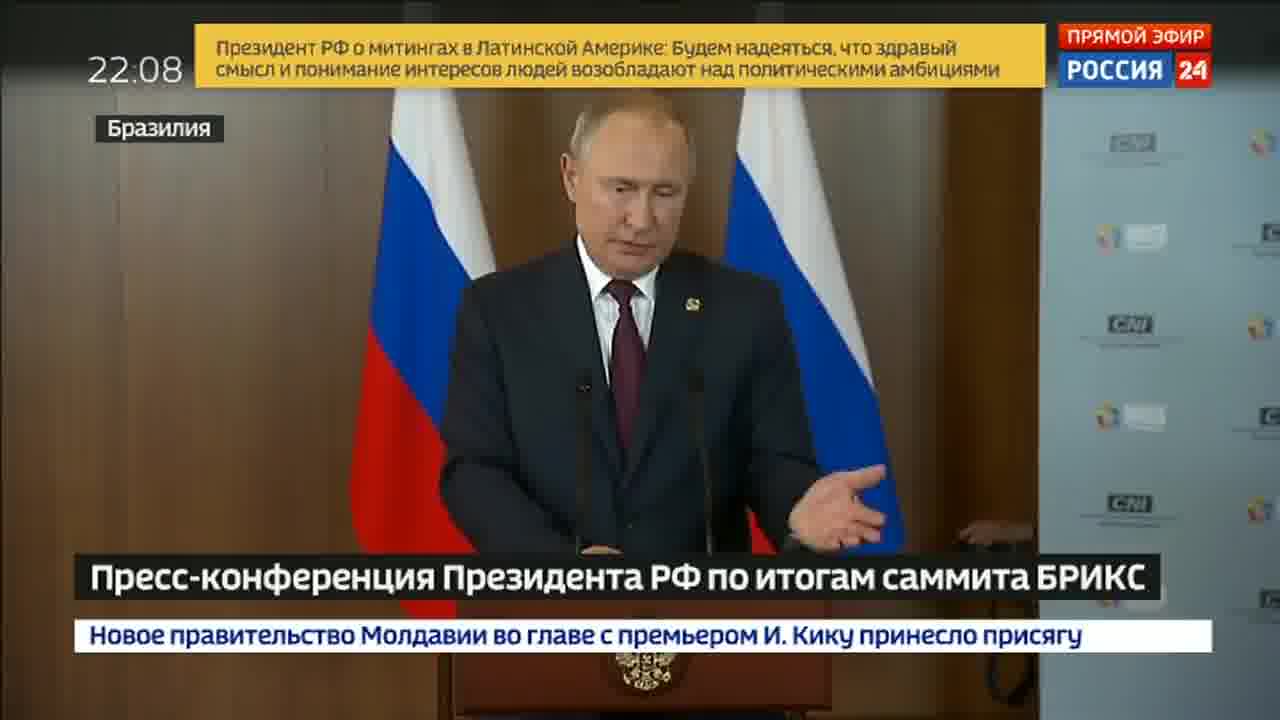 22:08
Президент РФ о митингах в Латинской Америке: Будем надеяться, что здравый
смысл и понимание интересов людей возобладают над политическими амбициями
ПРЯМОЙ ЭФИР
РОССИЯ 24
Бразилия
CNI
CNI
CNI
Пресс-конференция Президента РФ по итогам саммита БРИКС
Новое правительство Молдавии во главе с премьером И. Кику принесло присягу